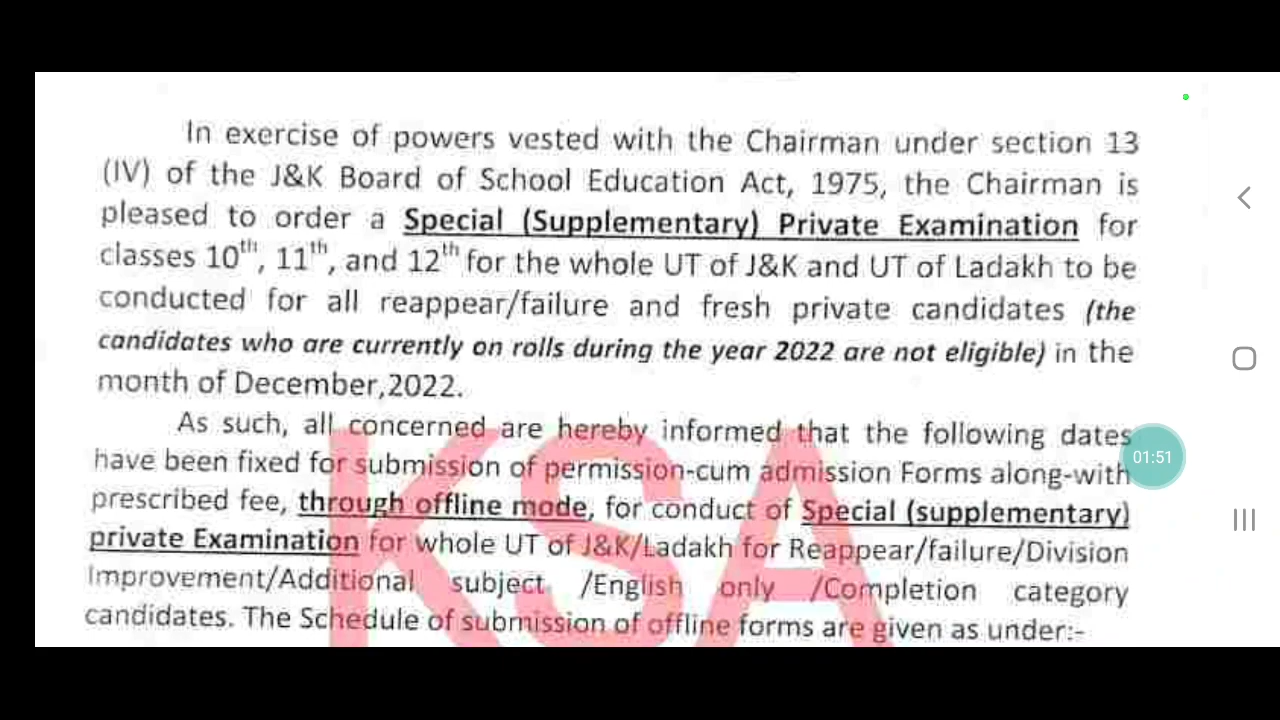 In exercise of powers vested with the Chairman under section 13
(IV) of the J&K Board of School Education Act, 1975, the Chairman is
pleased to order a Special (Supplementary) Private Examination for
classes 10th, 11th, and 12th for the whole UT of J&K and UT of Ladakh to be
conducted for all reappear/failure and fresh private candidates (the
candidates who are currently on rolls during the year 2022 are not eligible) in the
month of December,2022.
As such, all concerned are hereby informed that the following dates
have been fixed for submission of permission-cum admission Forms along-with
prescribed fee, through offline mode, for conduct of Special (supplementary)
private Examination for whole UT of J&K/Ladakh for Reappear/failure/Division
Improvement/Additional subject /English only /Completion category
candidates. The Schedule of submission of offline forms are given as under:-
KSA
01:51